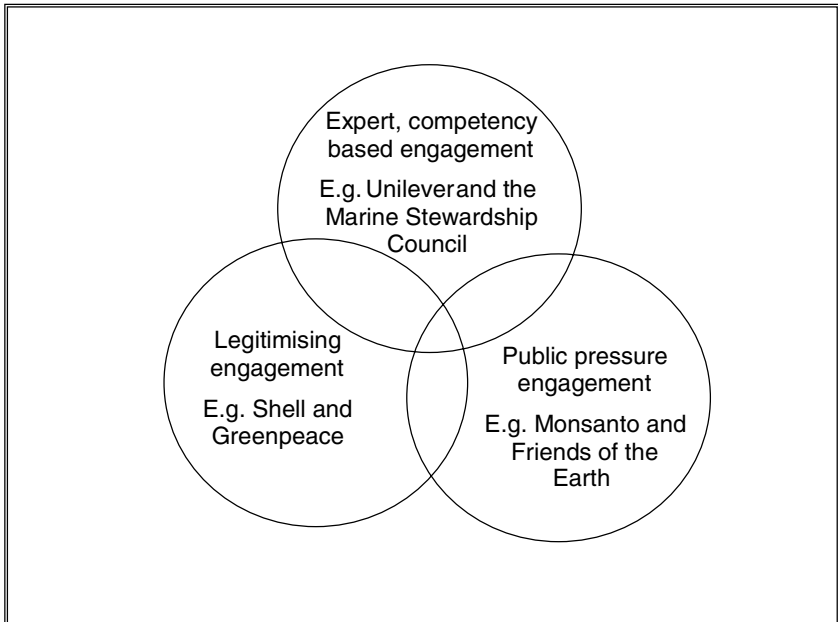 Expert, competency
based engagement
E.g. Unileverand the
Marine Stewardship
Council
Legitimising
engagement
E.g. Shell and
Greenpeace
Public pressure
engagement
E.g. Monsanto and
Friends of the
Earth